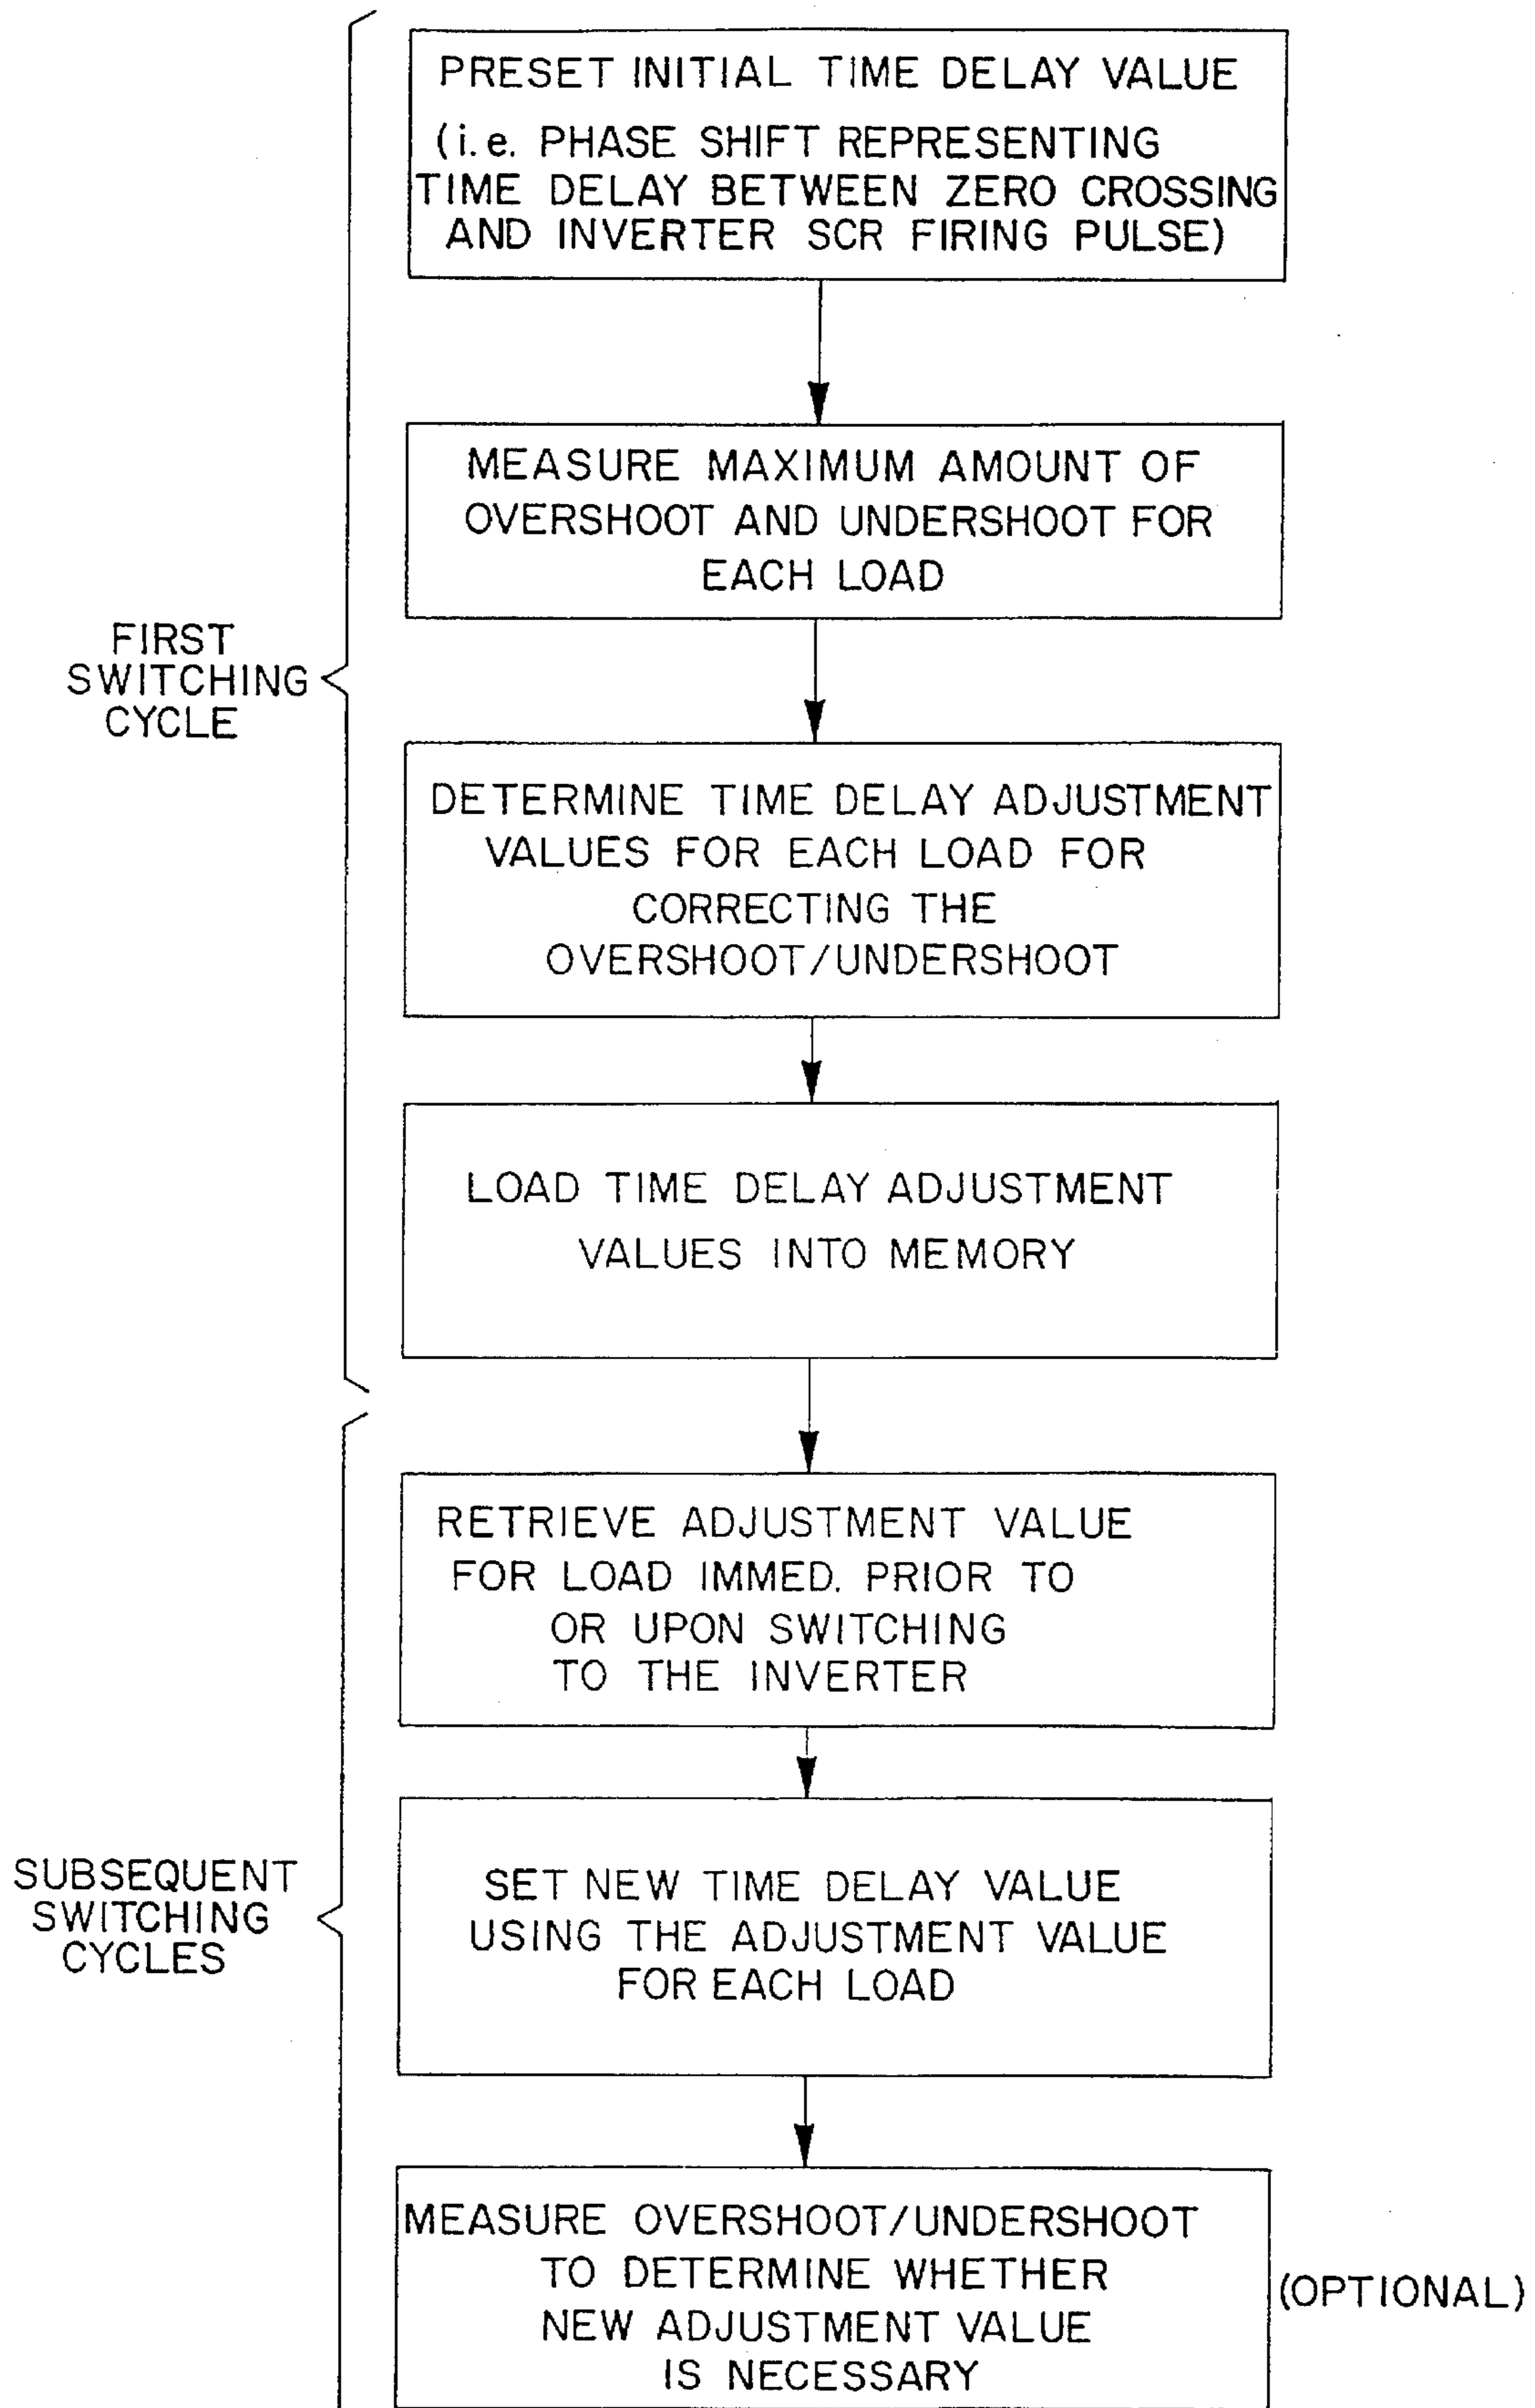 PRESET INITIAL TIME DELAY VALUE
(i.e. PHASE SHIFT REPRESENTING
TIME DELAY BETWEEN ZERO CROSSING
AND INVERTER SCR FIRING PULSE)
MEASURE MAXIMUM AMOUNT OF
OVERSHOOT AND UNDERSHOOT FOR
EACH LOAD
FIRST
SWITCHING
CYCLE
DETERMINE TIME DELAY ADJUSTMENT
VALUES FOR EACH LOAD FOR
CORRECTING THE
OVERSHOOT/UNDERSHOOT
LOAD TIME DELAY ADJUSTMENT
VALUES INTO MEMORY
RETRIEVE ADJUSTMENT VALUE
FOR LOAD IMMED. PRIOR TO
OR UPON SWITCHING
TO THE INVERTER
SUBSEQUENT
SWITCHING
CYCLES
SET NEW TIME DELAY VALUE
USING THE ADJUSTMENT VALUE
FOR EACH LOAD
MEASURE OVERSHOOT/UNDERSHOOT
TO DETERMINE WHETHER
NEW ADJUSTMENT VALUE
IS NECESSARY
(OPTIONAL)